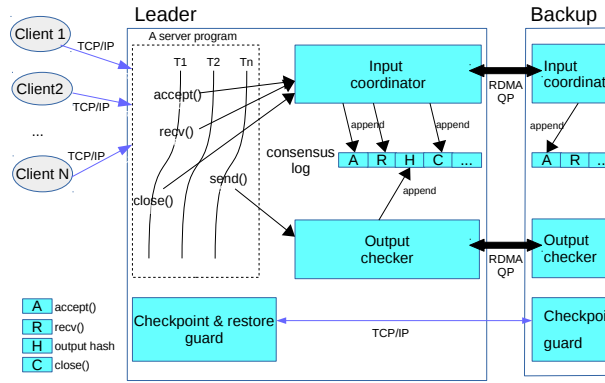 Leader
Backup
Client 1
TCP/IP
Client2
TCP/IP
...
TCP/IP
Client N
A server program
T1 T2 Tn
accept()
recv()
send()
close()
Input
coordinator
append
append
append
consensus
log
A R H C ...
append
Output
checker
RDMA
QP
RDMA
QP
Input
coordinat
append
A R ...
Output
checker
Checkpoint & restore
guard
TCP/IP
Checkpoi
guard
A accept()
R recv()
H output hash
C close()